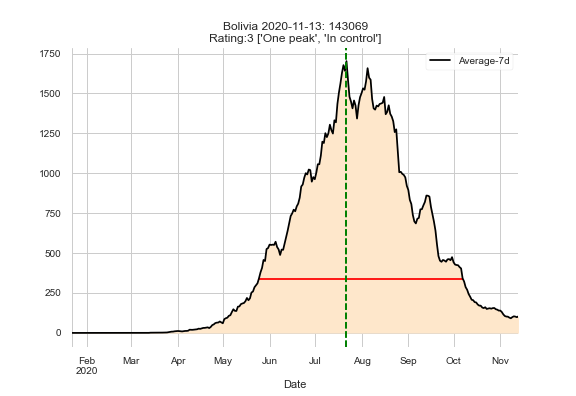 Bolivia 2020-11-13: 143069
Rating:3 ['One peak', 'In control']
Average-7d
1750
1500
1250
1000
750
500
250
0
Feb Mar Apr May Jun Jul Aug Sep Oct Nov
2020
Date